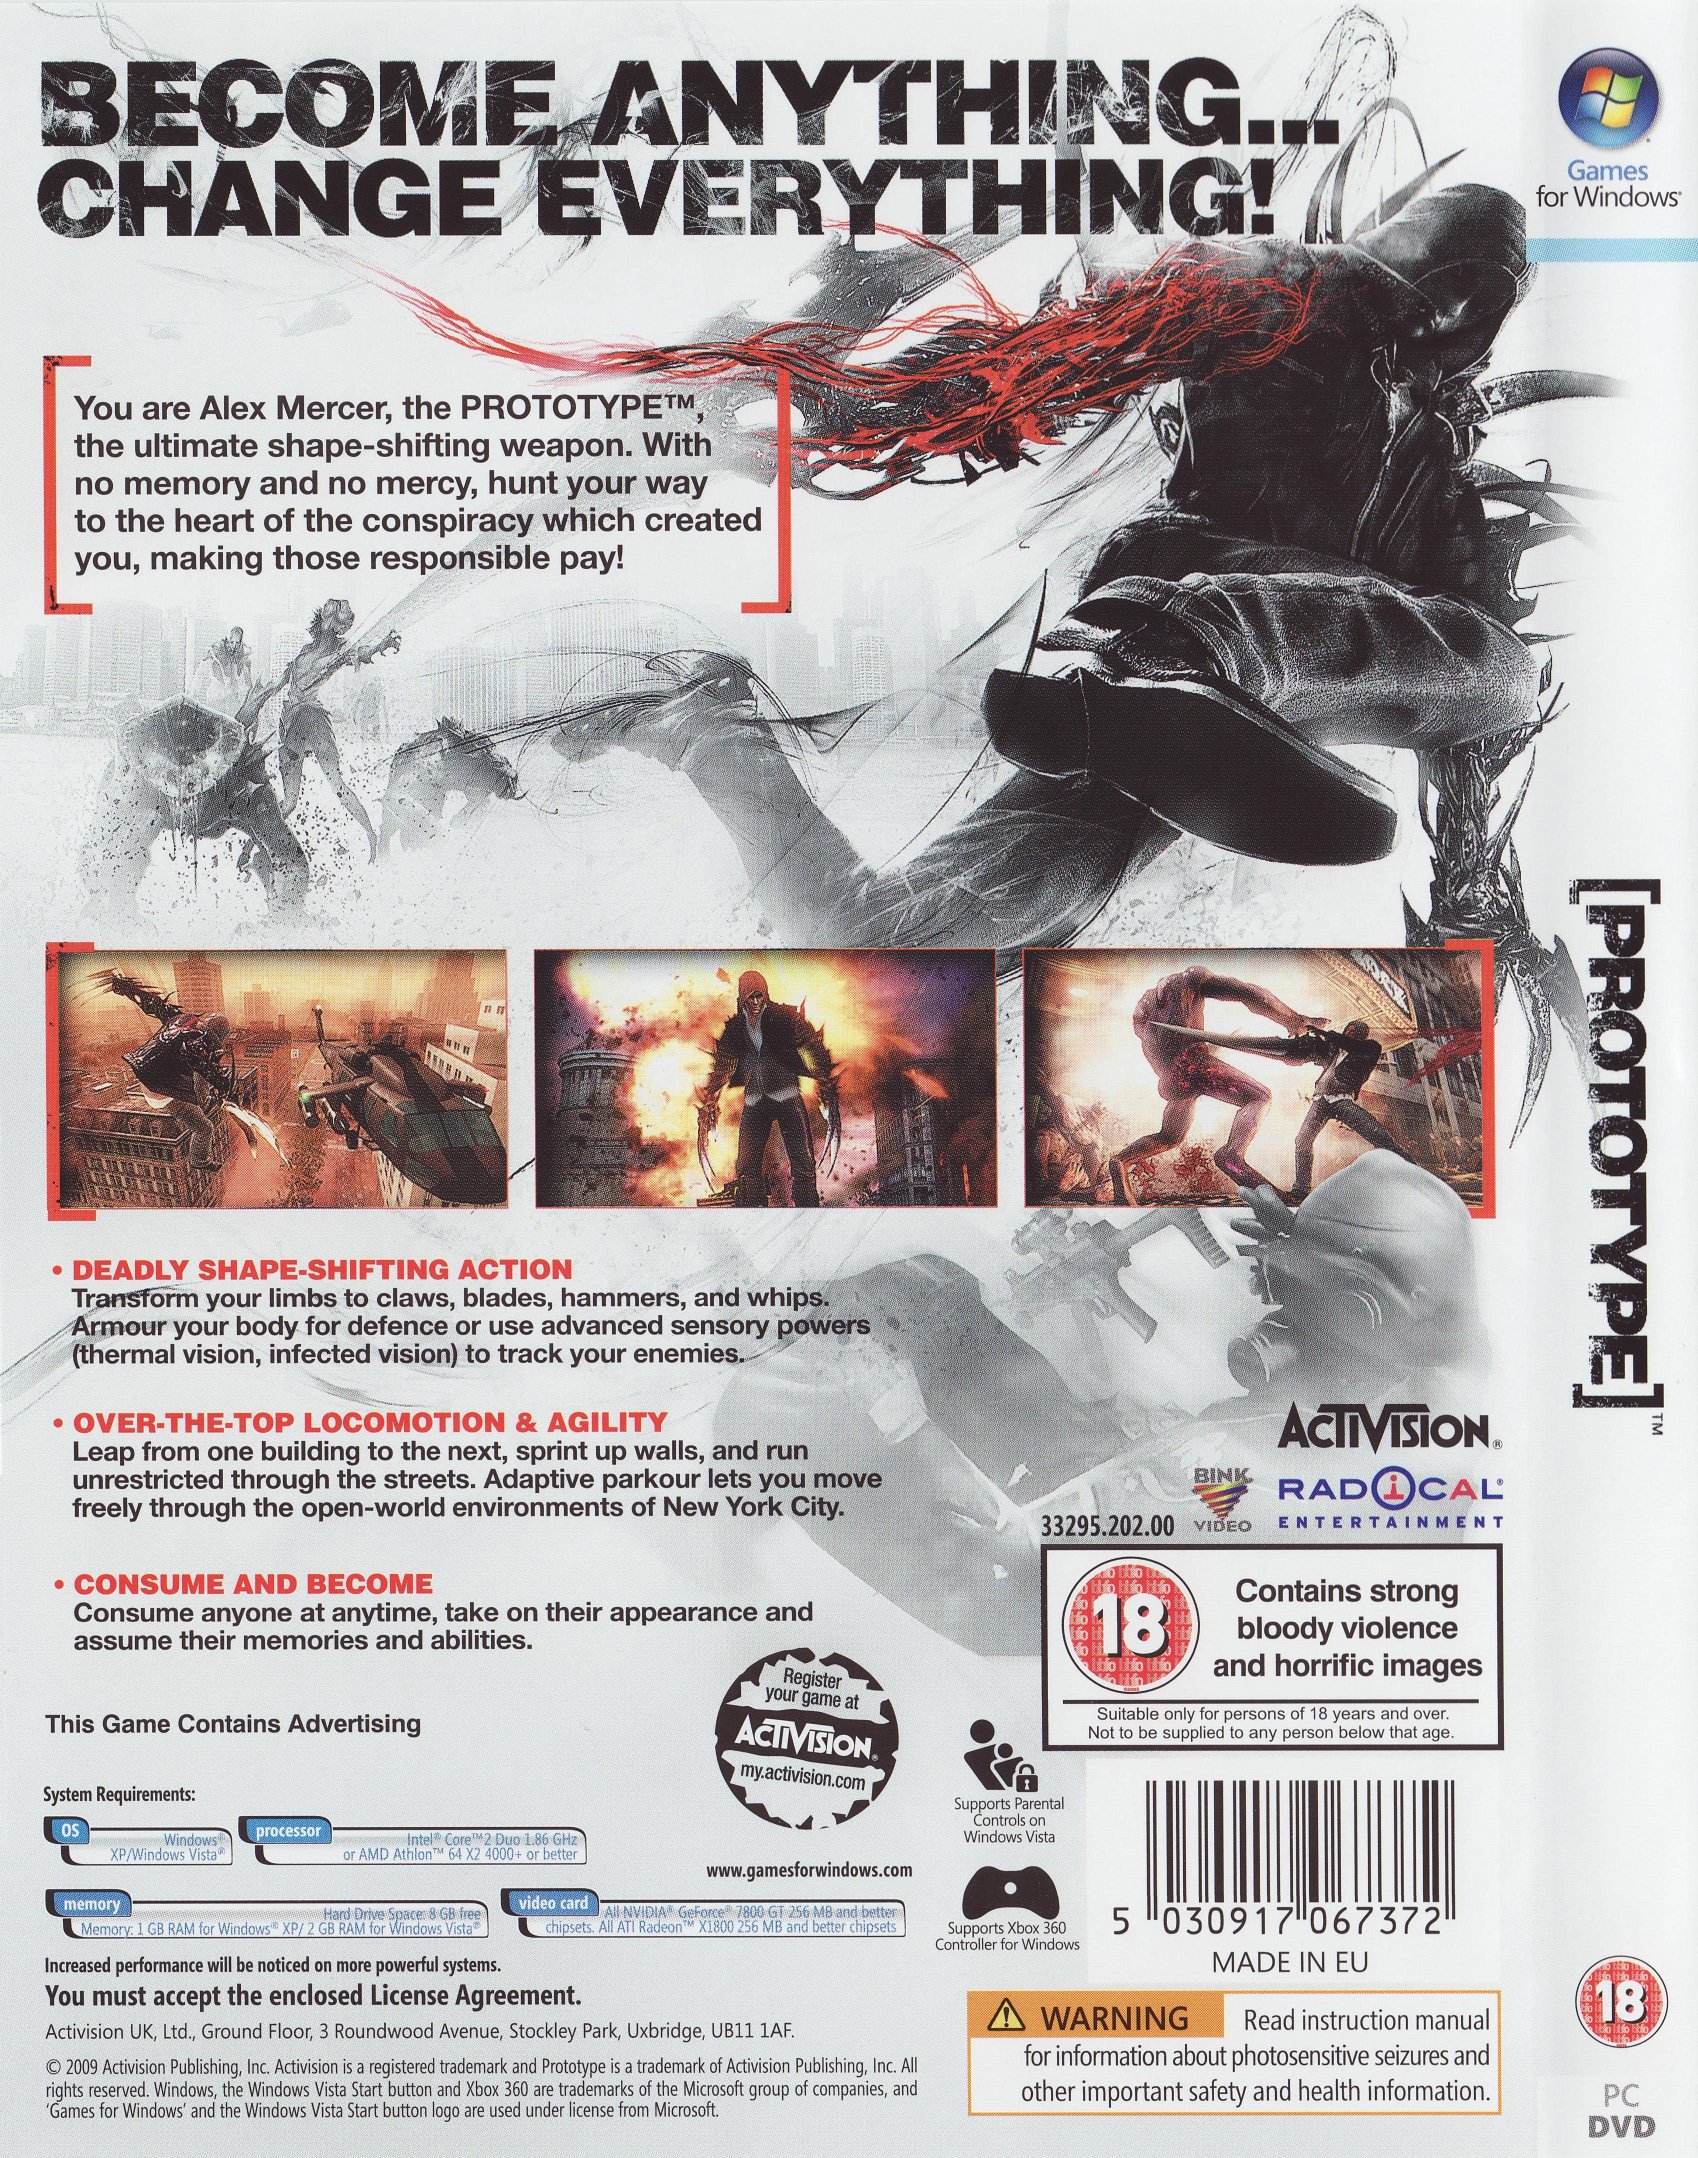 BECOME ANYTHING...
CHANGE EVERYTHING!
Games
for Windows®
You are Alex Mercer, the PROTOTYPE™,
the ultimate shape-shifting weapon. With
no memory and no mercy, hunt your way
to the heart of the conspiracy which created
you, making those responsible pay!
[PROTOTYPE]™
• DEADLY SHAPE-SHIFTING ACTION
Transform your limbs to claws, blades, hammers, and whips.
Armour your body for defence or use advanced sensory powers
(thermal vision, infected vision) to track your enemies.
• OVER-THE-TOP LOCOMOTION & AGILITY
Leap from one building to the next, sprint up walls, and run
unrestricted through the streets. Adaptive parkour lets you move
freely through the open-world environments of New York City.
• CONSUME AND BECOME
Consume anyone at anytime, take on their appearance and
assume their memories and abilities.
ACTIVISION®
BINK
VIDEO
RADICAL®
ENTERTAINMENT
33295.202.00
18
Contains strong
bloody violence
and horrific images
Suitable only for persons of 18 years and over.
Not to be supplied to any person below that age.
This Game Contains Advertising
Register
your game at
ACTIVISION®
my.activision.com
System Requirements:
OS
Windows®
XP/Windows Vista®
processor
Intel® Core™2 Duo 1.86 GHz
or AMD Athlon™ 64 X2 4000+ or better
memory
Hard Drive Space: 8 GB free
Memory: 1 GB RAM for Windows® XP/ 2 GB RAM for Windows Vista®
video card
All NVIDIA® GeForce® 7800 GT 256 MB and better
chipsets. All ATI Radeon™ X1800 256 MB and better chipsets
www.gamesforwindows.com
Supports Parental
Controls on
Windows Vista
Supports Xbox 360
Controller for Windows
5 030917 067372
MADE IN EU
Increased performance will be noticed on more powerful systems.
You must accept the enclosed License Agreement.
Activision UK, Ltd., Ground Floor, 3 Roundwood Avenue, Stockley Park, Uxbridge, UB11 1AF.
© 2009 Activision Publishing, Inc. Activision is a registered trademark and Prototype is a trademark of Activision Publishing, Inc. All
rights reserved. Windows, the Windows Vista Start button and Xbox 360 are trademarks of the Microsoft group of companies, and
'Games for Windows' and the Windows Vista Start button logo are used under license from Microsoft.
WARNING
Read instruction manual
for information about photosensitive seizures and
other important safety and health information.
18
PC
DVD